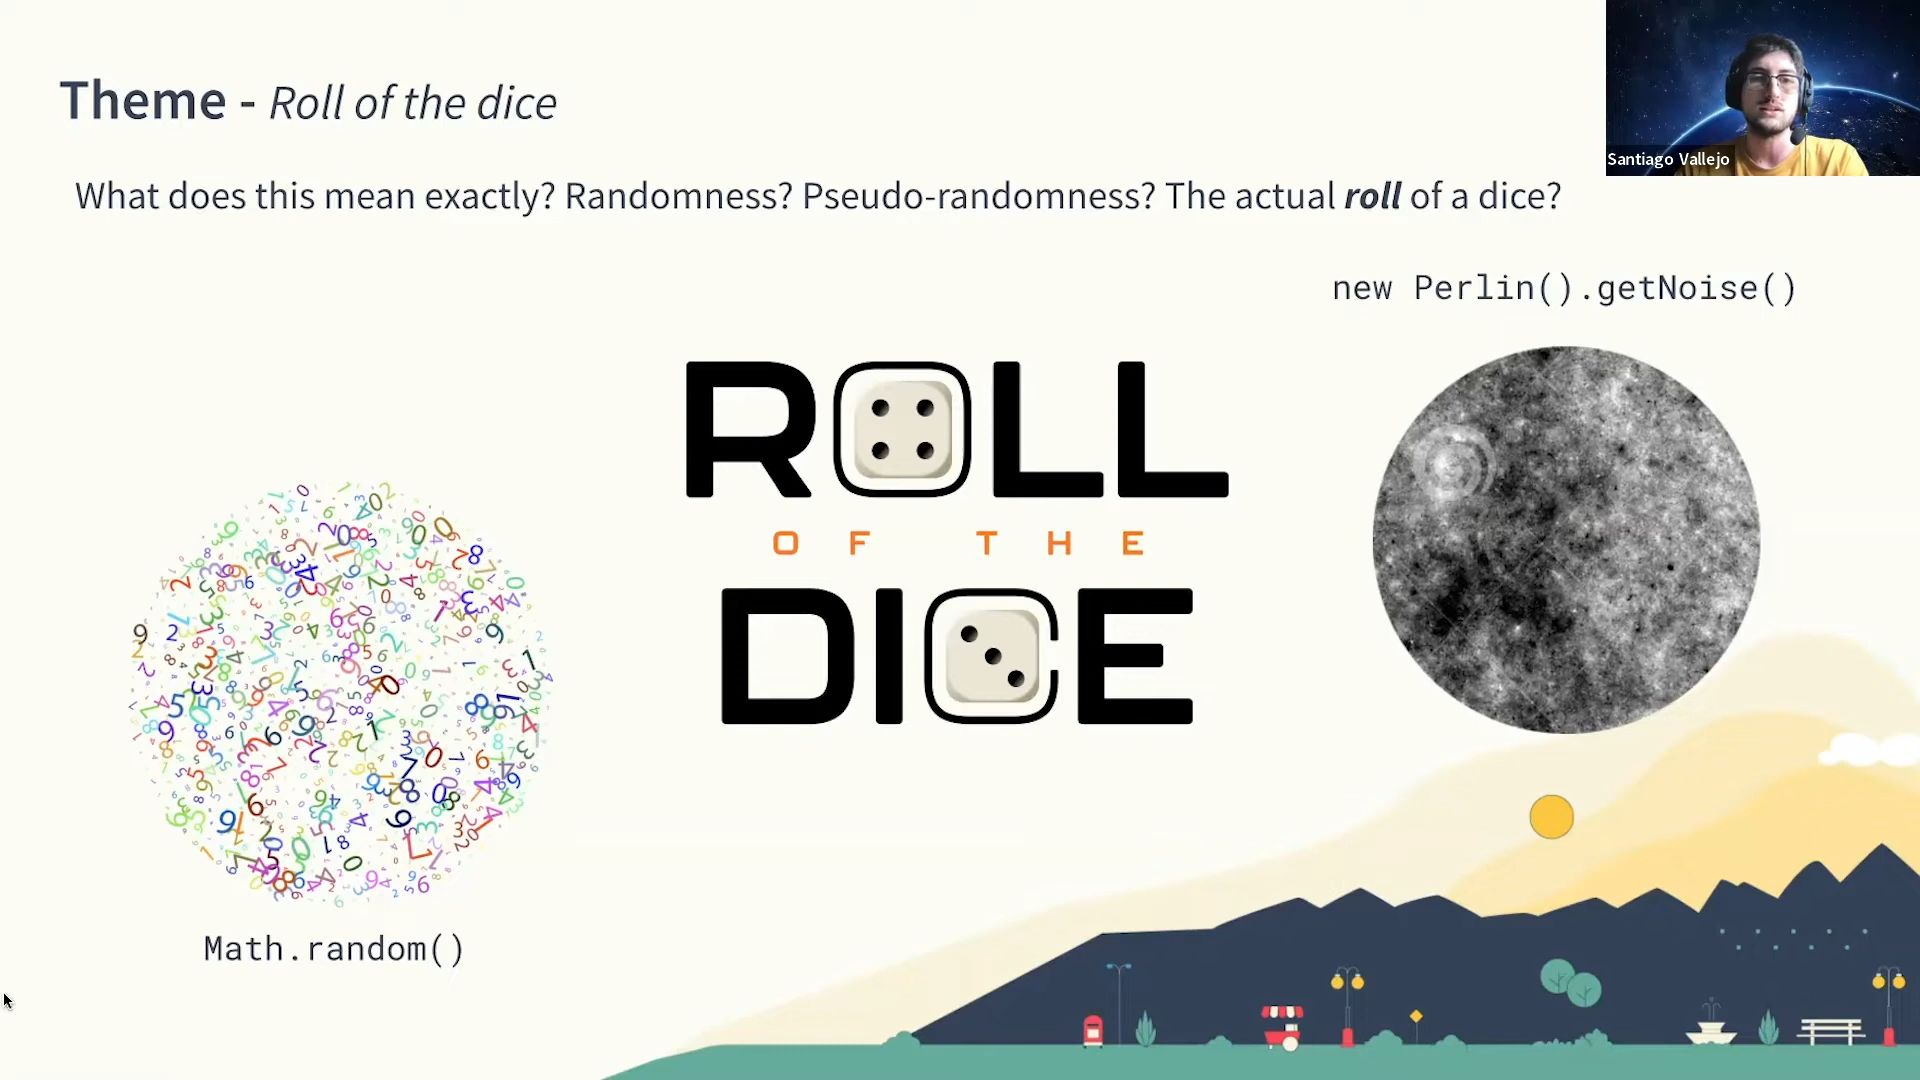 Theme - Roll of the dice
Santiago Vallejo
What does this mean exactly? Randomness? Pseudo-randomness? The actual roll of a dice?
new Perlin().getNoise()
ROLL
OF THE
DICE
Math.random()